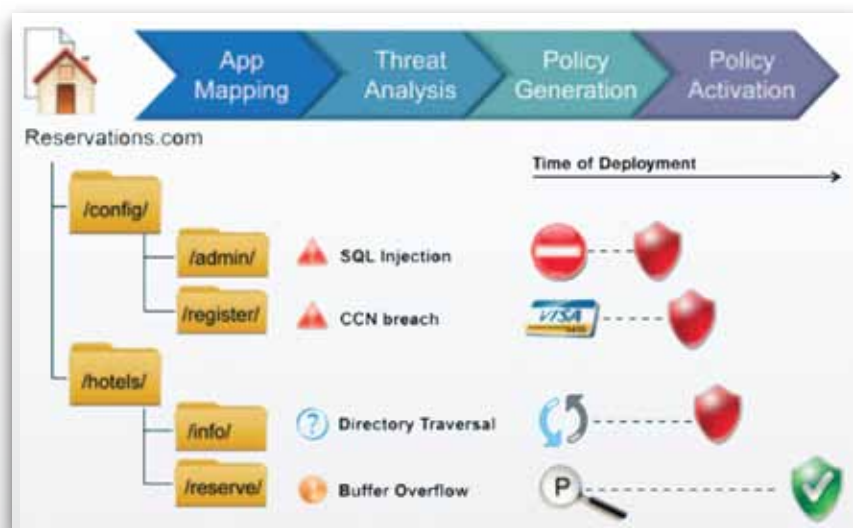 App Mapping
Threat Analysis
Policy Generation
Policy Activation
Reservations.com
Time of Deployment
/config/
/admin/
SQL Injection
/register/
CCN breach
VISA
/hotels/
/info/
Directory Traversal
?
/reserve/
Buffer Overflow
P